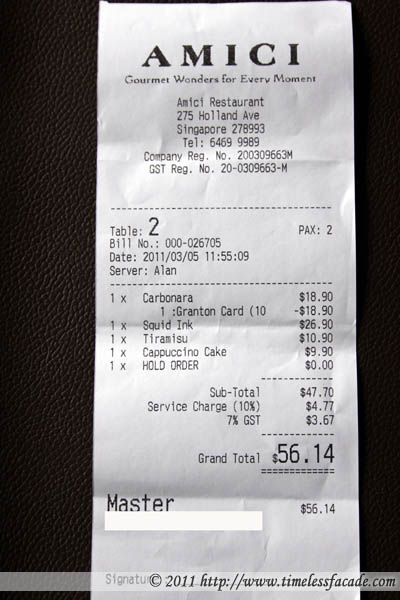 AMICI
Gourmet Wonders for Every Moment
Amici Restaurant
275 Holland Ave
Singapore 278993
Tel: 6469 9989
Company Reg. No. 200309663M
GST Reg. No. 20-0309663-M
Table: 2 PAX: 2
Bill No.: 000-026705
Date: 2011/03/05 11:55:09
Server: Alan
1 x Carbonara $18.90
1 :Granton Card (10 -$18.90
1 x Squid Ink $26.90
1 x Tiramisu $10.90
1 x Cappuccino Cake $9.90
1 x HOLD ORDER $0.00
Sub-Total $47.70
Service Charge (10%) $4.77
7% GST $3.67
Grand Total $56.14
Master $56.14
Signatur
© 2011 http://www.timelessfacade.com